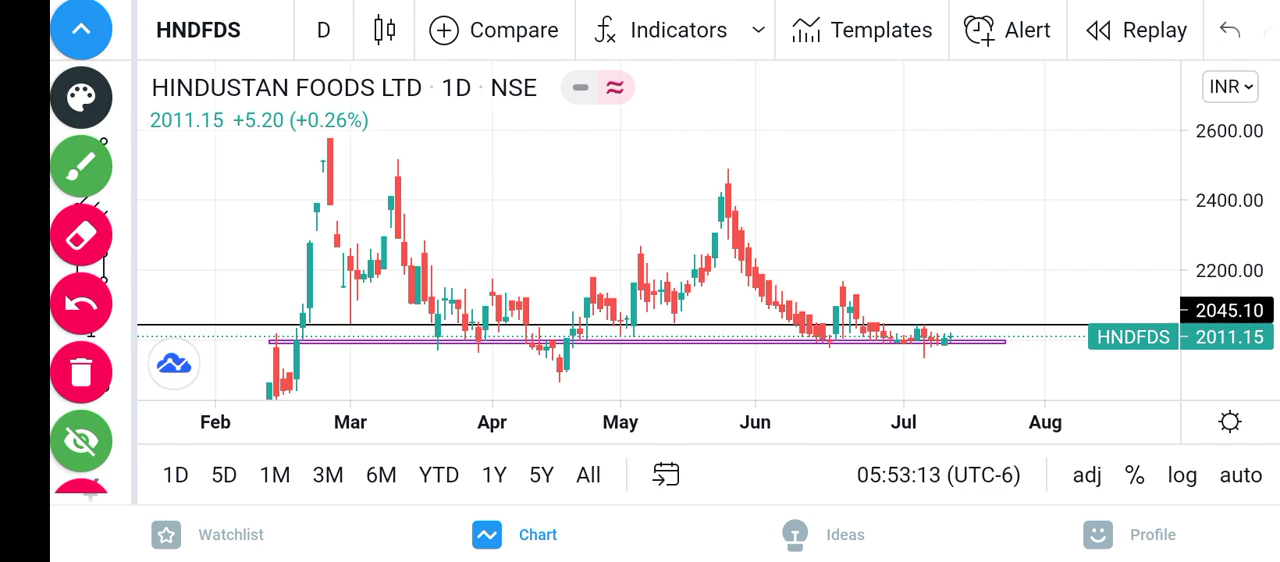 HNDFDS D Compare Indicators Templates Alert Replay
HINDUSTAN FOODS LTD · 1D · NSE
INR
2011.15 +5.20 (+0.26%)
2600.00
2400.00
2200.00
2045.10
HNDFDS 2011.15
Feb Mar Apr May Jun Jul Aug
1D 5D 1M 3M 6M YTD 1Y 5Y All 05:53:13 (UTC-6) adj % log auto
Watchlist Chart Ideas Profile